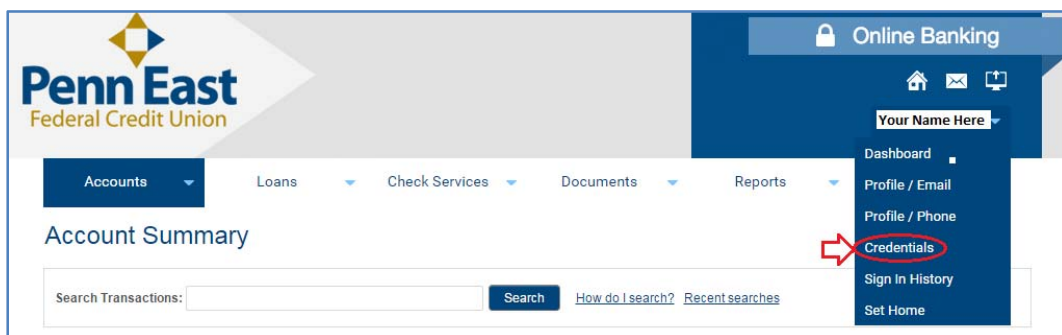 Online Banking
Penn East
Federal Credit Union
Your Name Here
Dashboard
Profile / Email
Profile / Phone
Credentials
Sign In History
Set Home
Accounts Loans Check Services Documents Reports
Account Summary
Search Transactions: Search How do I search? Recent searches